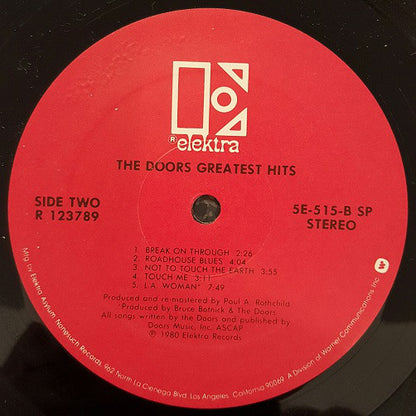 ® elektra
THE DOORS GREATEST HITS
SIDE TWO
R 123789
5E-515-B SP
STEREO
1. BREAK ON THROUGH 2:26
2. ROADHOUSE BLUES 4:04
3. NOT TO TOUCH THE EARTH 3:55
4. TOUCH ME 3:11
5. L.A. WOMAN* 7:49
Produced and re-mastered by Paul A. Rothchild
*Produced by Bruce Botnick & The Doors
All songs written by the Doors and published by
Doors Music, Inc. ASCAP
Ⓟ 1980 Elektra Records
Mfg. by Elektra/Asylum/Nonesuch Records, 962 North La Cienega Blvd. Los Angeles, California 90069. A Division of Warner Communications Inc.
W